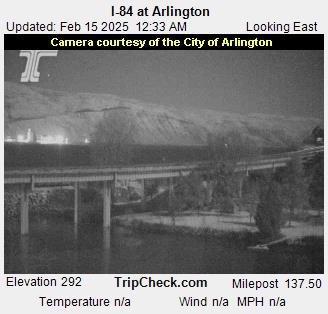 I-84 at Arlington
Updated: Feb 15 2025 12:33 AM Looking East
Camera courtesy of the City of Arlington
Elevation 292 TripCheck.com Milepost 137.50
Temperature n/a Wind n/a MPH n/a